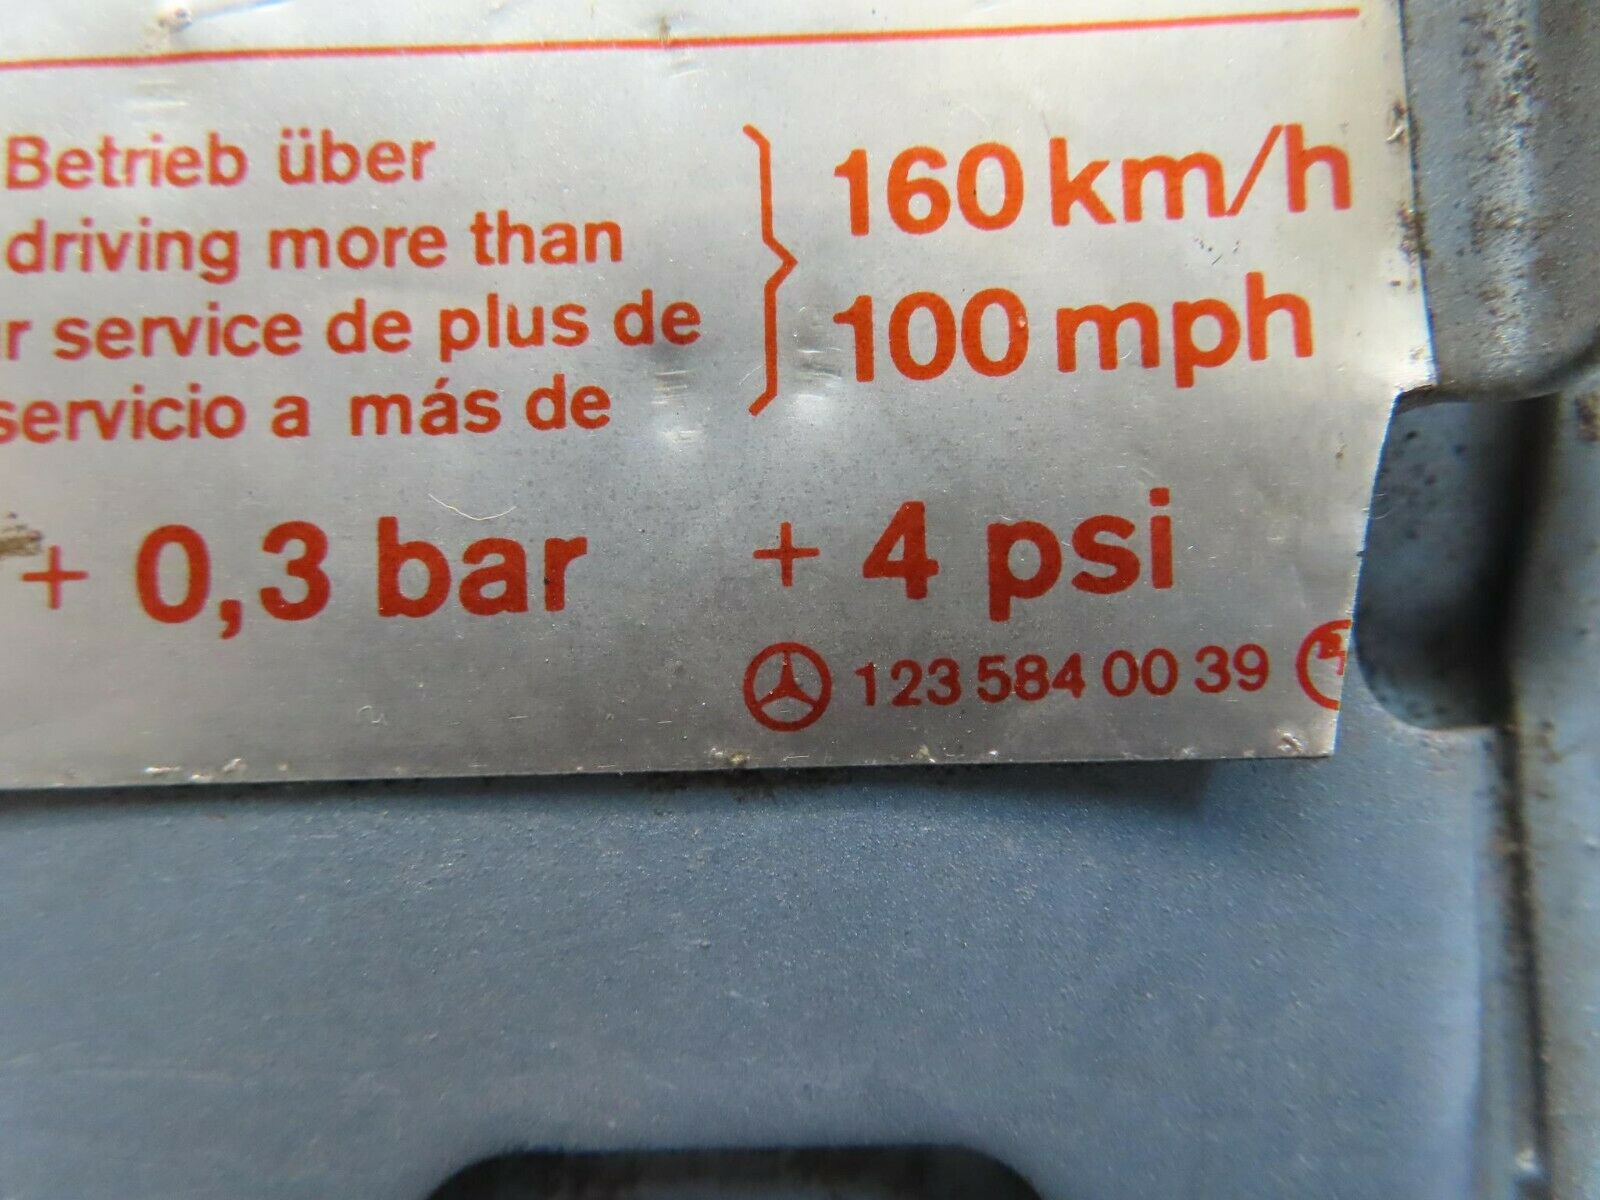 Betrieb über
driving more than
r service de plus de
servicio a más de
160 km/h
100 mph
+ 0,3 bar + 4 psi
123 584 00 39